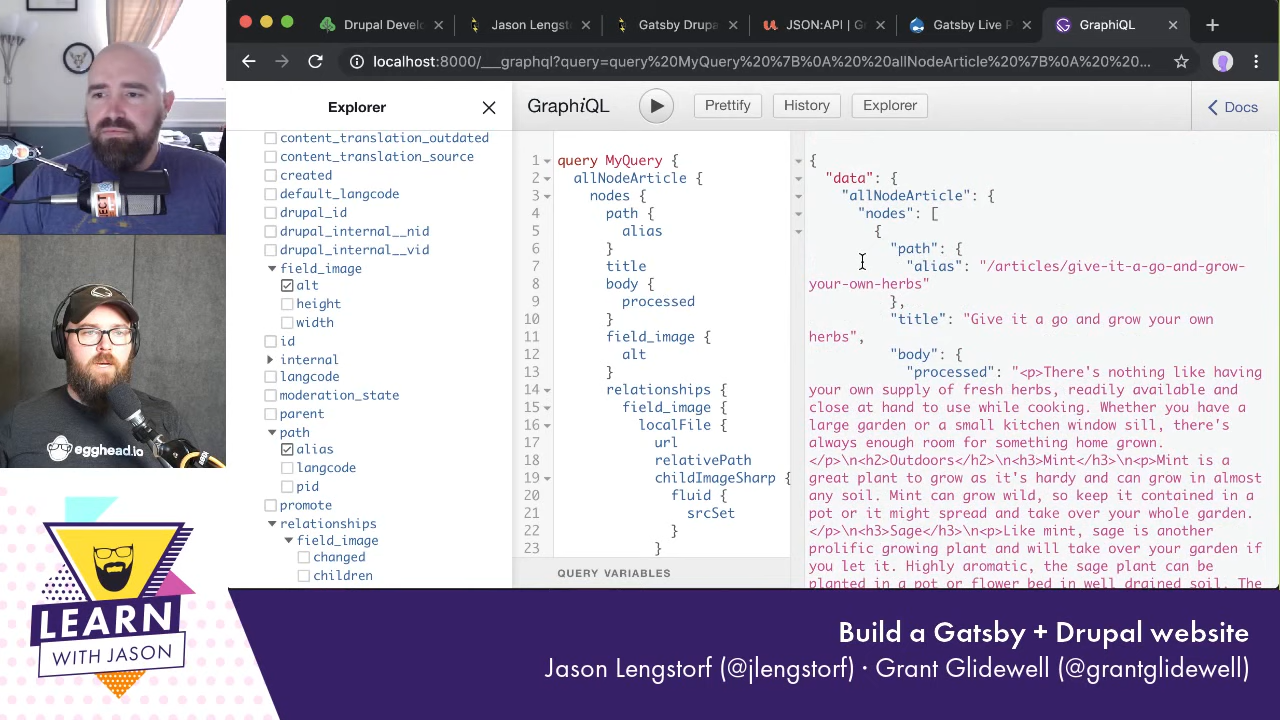 Drupal Develo
Jason Lengst
Gatsby Drupa
JSON:API | G
Gatsby Live P
GraphiQL
localhost:8000/___graphql?query=query%20MyQuery%20%7B%0A%20%20allNodeArticle%20%7B%0A%20%20...
Explorer
GraphiQL
Prettify
History
Explorer
Docs
content_translation_outdated
content_translation_source
created
default_langcode
drupal_id
drupal_internal__nid
drupal_internal__vid
field_image
alt
height
width
id
internal
langcode
moderation_state
parent
path
alias
langcode
pid
promote
relationships
field_image
changed
children
1 query MyQuery {
2 allNodeArticle {
3 nodes {
4 path {
5 alias
6 }
7 title
8 body {
9 processed
10 }
11 field_image {
12 alt
13 }
14 relationships {
15 field_image {
16 localFile {
17 url
18 relativePath
19 childImageSharp {
20 fluid {
21 srcSet
22 }
23 }
QUERY VARIABLES
{
"data": {
"allNodeArticle": {
"nodes": [
{
"path": {
"alias": "/articles/give-it-a-go-and-grow-
your-own-herbs"
},
"title": "Give it a go and grow your own
herbs",
"body": {
"processed": "<p>There's nothing like having
your own supply of fresh herbs, readily available and
close at hand to use while cooking. Whether you have a
large garden or a small kitchen window sill, there's
always enough room for something home grown.
</p>\n<h2>Outdoors</h2>\n<h3>Mint</h3>\n<p>Mint is a
great plant to grow as it's hardy and can grow in almost
any soil. Mint can grow wild, so keep it contained in a
pot or it might spread and take over your whole garden.
</p>\n<h3>Sage</h3>\n<p>Like mint, sage is another
prolific growing plant and will take over your garden if
you let it. Highly aromatic, the sage plant can be
planted in a pot or flower bed in well drained soil. The
egghead.io
LEARN
WITH JASON
Build a Gatsby + Drupal website
Jason Lengstorf (@jlengstorf) · Grant Glidewell (@grantglidewell)